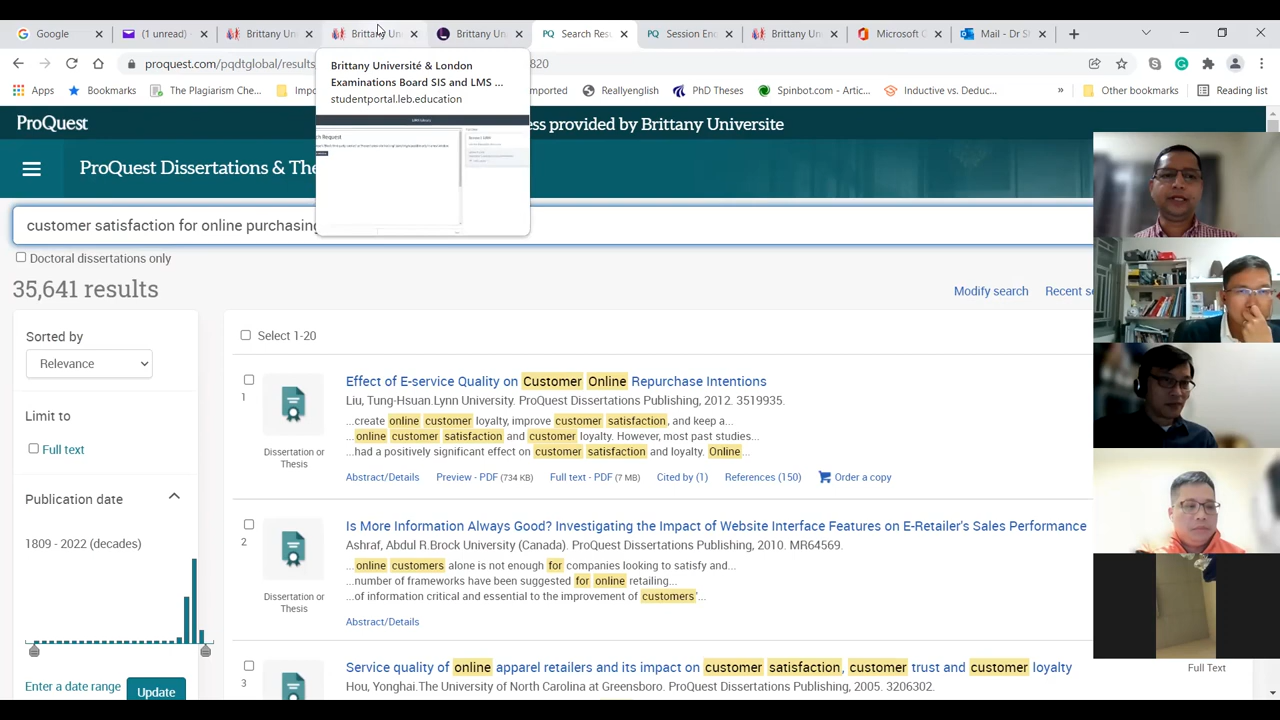 Google
(1 unread)
Brittany Uni
Brittany Un
Brittany Un
PQ Search Resu
PQ Session End
Brittany Un
Microsoft O
Mail - Dr S
Brittany Université & London
Examinations Board SIS and LMS ...
studentportal.leb.education
proquest.com/pqdtglobal/results
820
Apps
Bookmarks
The Plagiarism Che...
Impo
mported
Reallyenglish
PhD Theses
Spinbot.com - Artic...
Inductive vs. Deduc...
Other bookmarks
Reading list
ProQuest
ss provided by Brittany Universite
ProQuest Dissertations & The
customer satisfaction for online purchasing
Doctoral dissertations only
35,641 results
Modify search
Recent se
Sorted by
Relevance
Limit to
Full text
Publication date
1809 - 2022 (decades)
Enter a date range
Update
Select 1-20
1
Dissertation or
Thesis
Effect of E-service Quality on Customer Online Repurchase Intentions
Liu, Tung-Hsuan.Lynn University. ProQuest Dissertations Publishing, 2012. 3519935.
...create online customer loyalty, improve customer satisfaction, and keep a...
...online customer satisfaction and customer loyalty. However, most past studies...
...had a positively significant effect on customer satisfaction and loyalty. Online...
Abstract/Details
Preview - PDF (734 KB)
Full text - PDF (7 MB)
Cited by (1)
References (150)
Order a copy
2
Dissertation or
Thesis
Is More Information Always Good? Investigating the Impact of Website Interface Features on E-Retailer's Sales Performance
Ashraf, Abdul R.Brock University (Canada). ProQuest Dissertations Publishing, 2010. MR64569.
...online customers alone is not enough for companies looking to satisfy and...
...number of frameworks have been suggested for online retailing...
...of information critical and essential to the improvement of customers'...
Abstract/Details
3
Service quality of online apparel retailers and its impact on customer satisfaction, customer trust and customer loyalty
Hou, Yonghai.The University of North Carolina at Greensboro. ProQuest Dissertations Publishing, 2005. 3206302.
Full Text